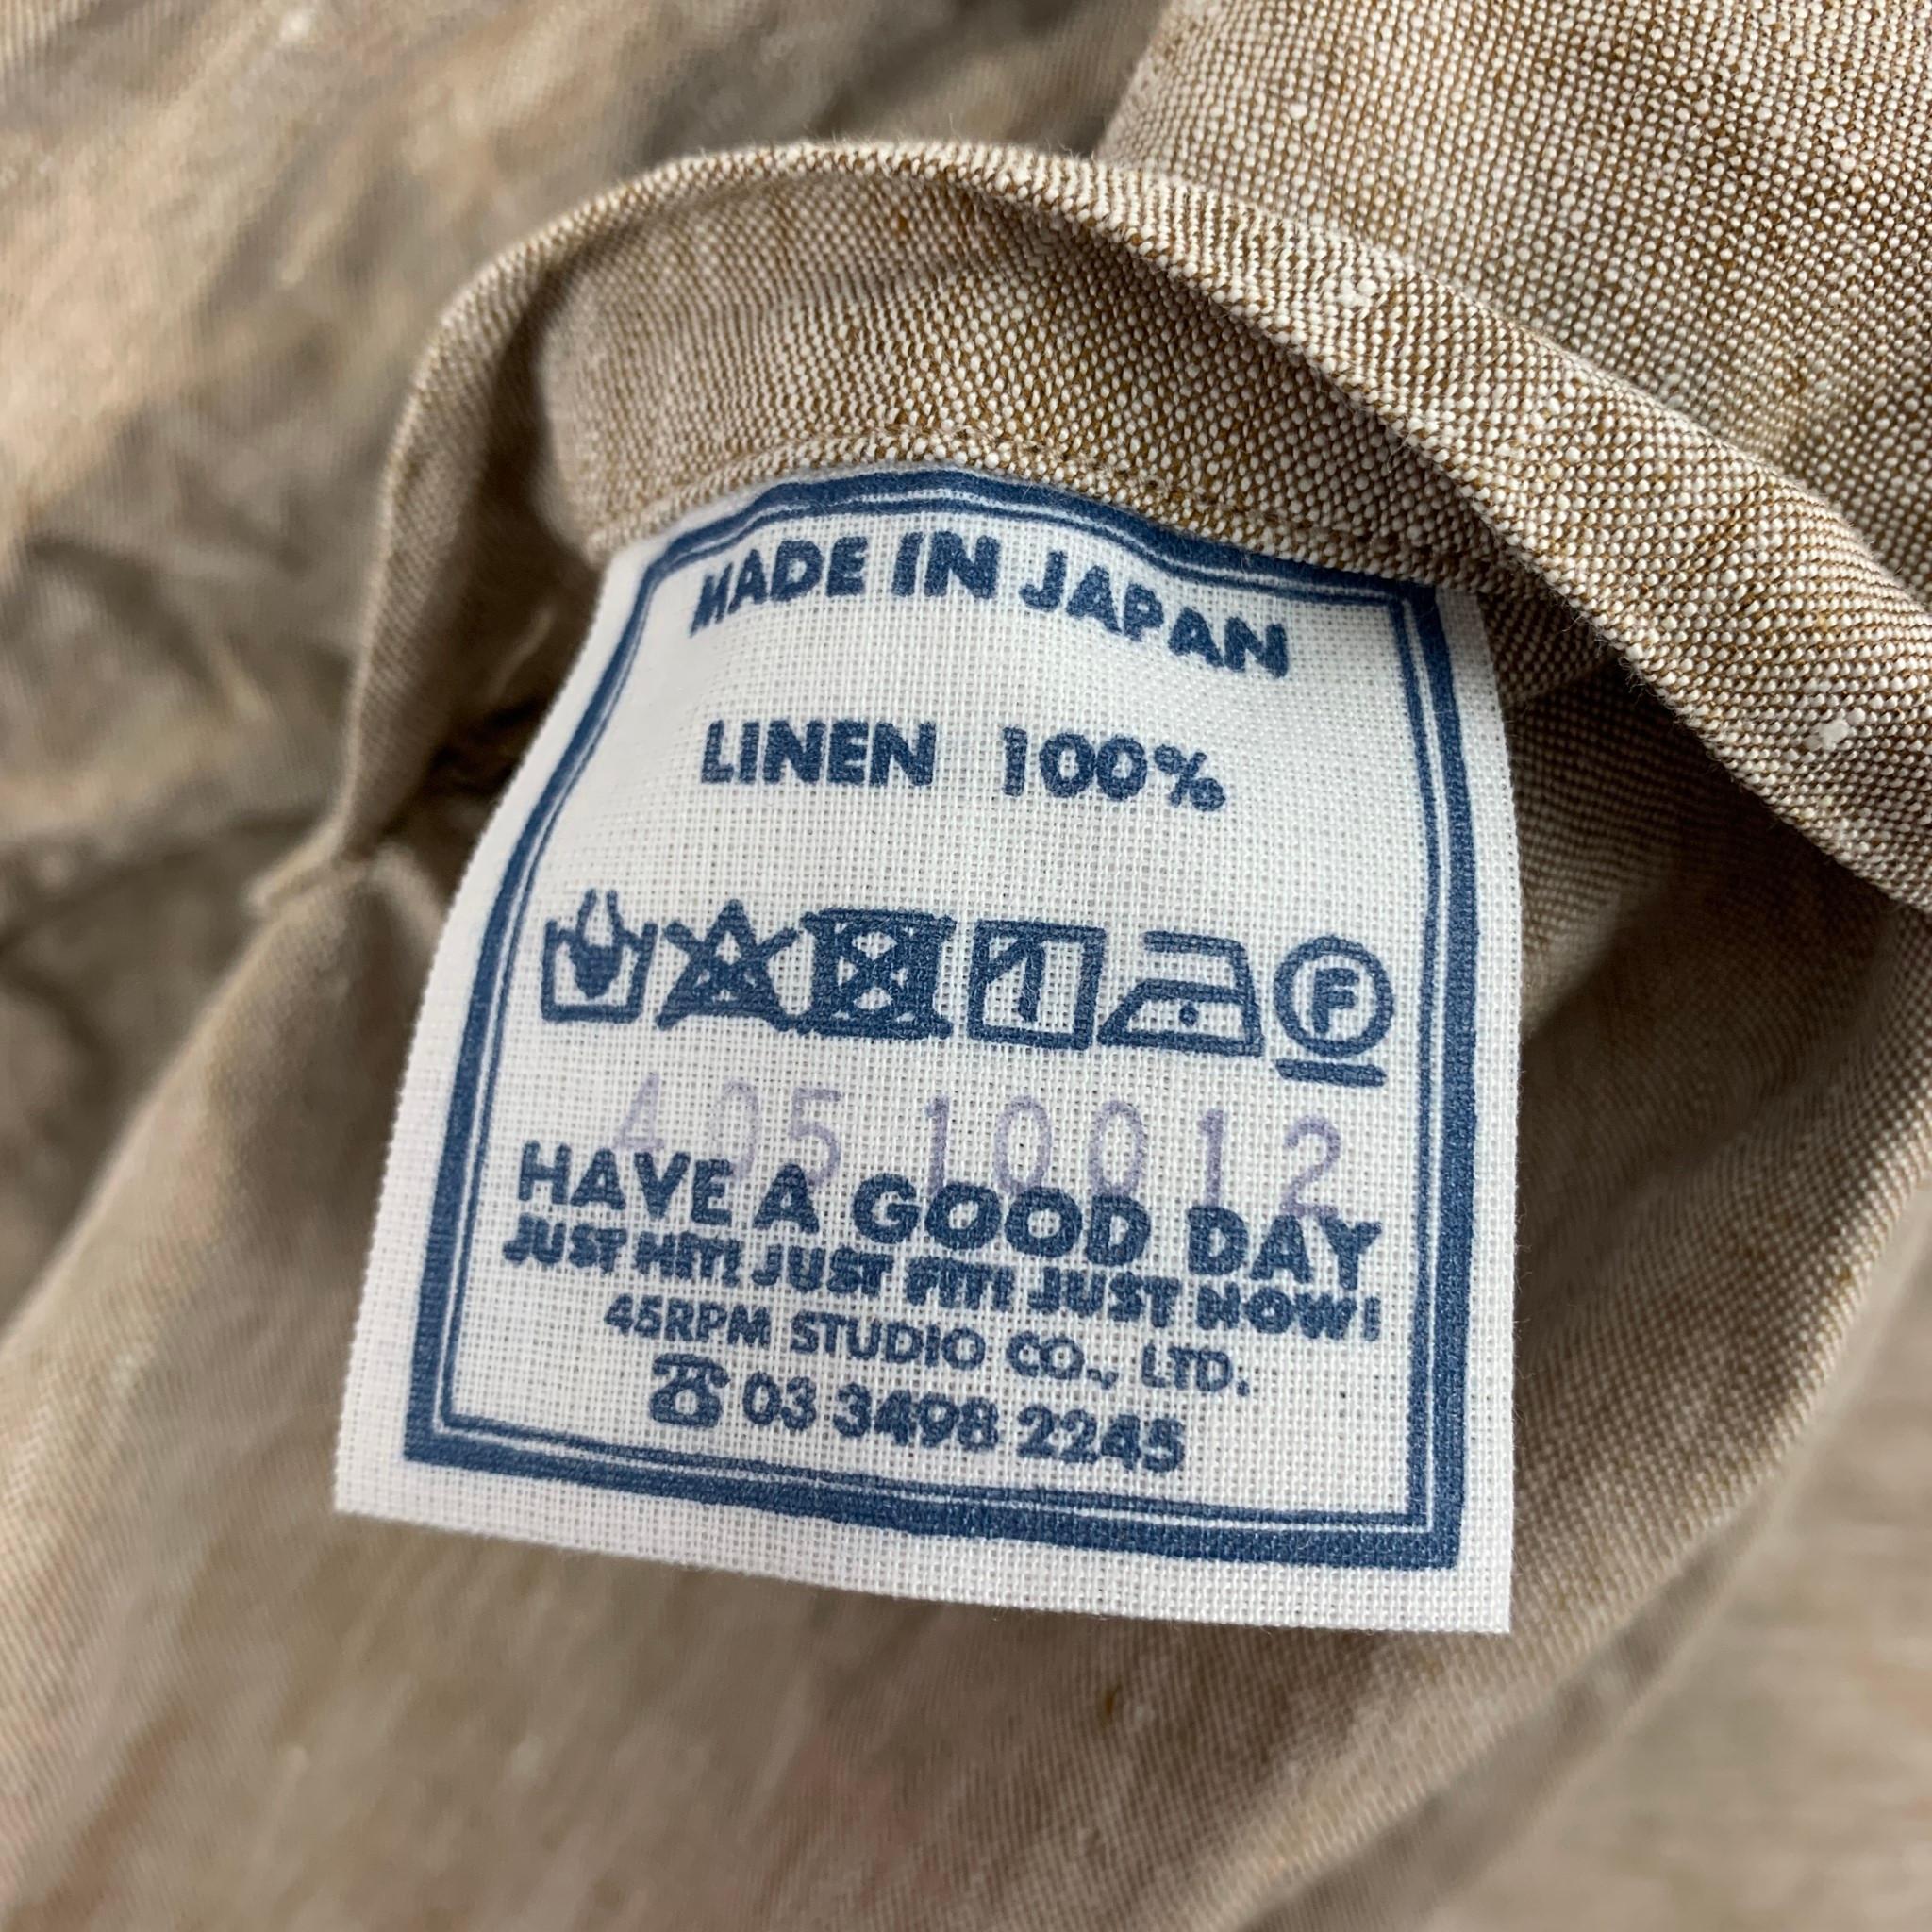 MADE IN JAPAN
LINEN 100%
F
405 10012
HAVE A GOOD DAY
JUST HIT! JUST FIT! JUST NOW!
45RPM STUDIO CO., LTD.
☎ 03 3498 2245